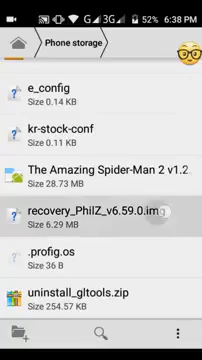 G G 52% 6:38 PM
Phone storage
e_config
Size 0.14 KB
kr-stock-conf
Size 0.11 KB
The Amazing Spider-Man 2 v1.2
Size 28.73 MB
recovery_PhilZ_v6.59.0.img
Size 6.29 MB
.profig.os
Size 36 B
uninstall_gltools.zip
Size 254.57 KB